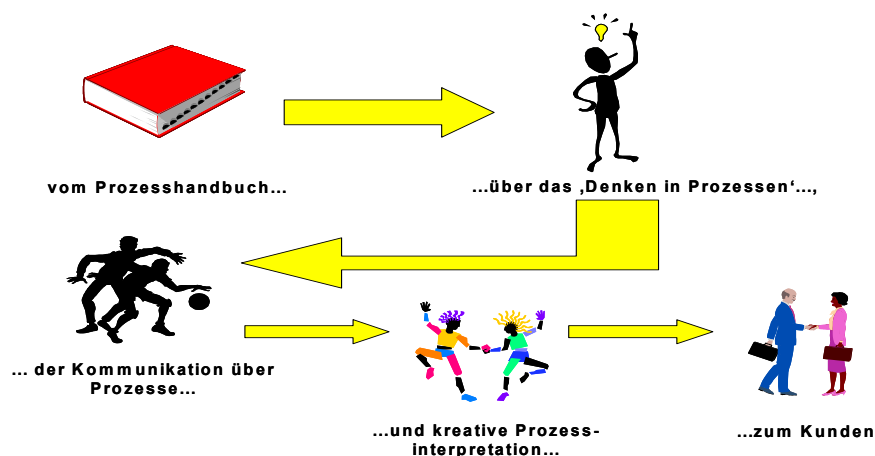 vom Prozesshandbuch...
...über das ‚Denken in Prozessen‘...,
... der Kommunikation über
Prozesse...
...und kreative Prozess-
interpretation...
...zum Kunden